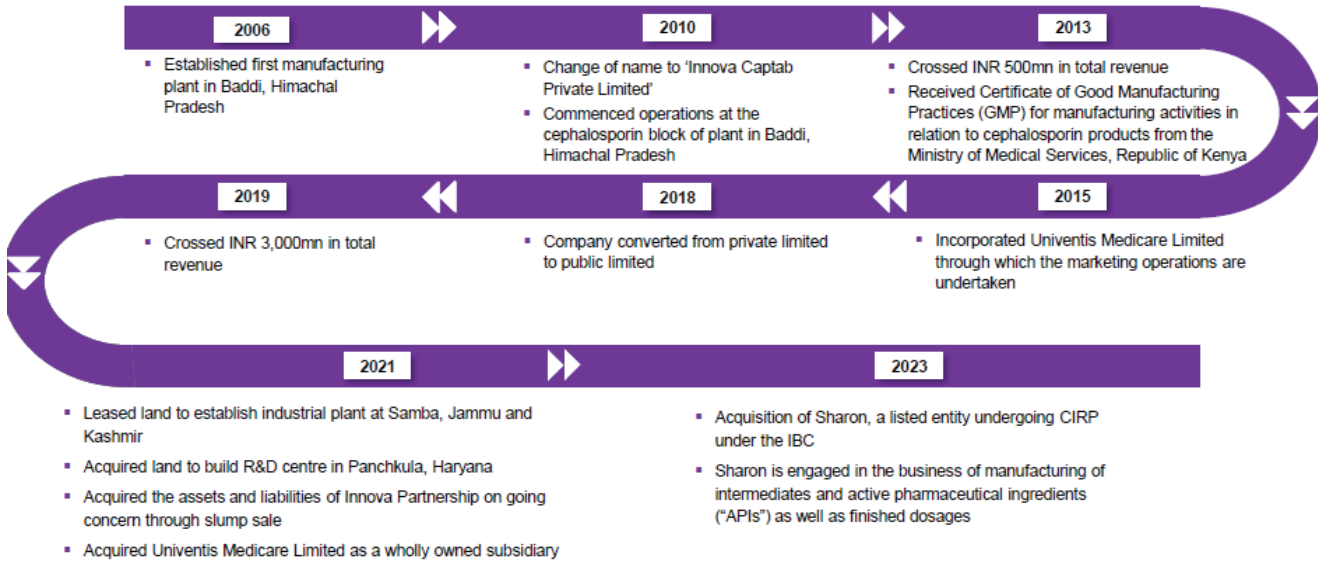 2006
▪ Established first manufacturing
plant in Baddi, Himachal
Pradesh
2010
▪ Change of name to ‘Innova Captab
Private Limited’
▪ Commenced operations at the
cephalosporin block of plant in Baddi,
Himachal Pradesh
2013
▪ Crossed INR 500mn in total revenue
▪ Received Certificate of Good Manufacturing
Practices (GMP) for manufacturing activities in
relation to cephalosporin products from the
Ministry of Medical Services, Republic of Kenya
2015
▪ Incorporated Univentis Medicare Limited
through which the marketing operations are
undertaken
2018
▪ Company converted from private limited
to public limited
2019
▪ Crossed INR 3,000mn in total
revenue
2021
▪ Leased land to establish industrial plant at Samba, Jammu and
Kashmir
▪ Acquired land to build R&D centre in Panchkula, Haryana
▪ Acquired the assets and liabilities of Innova Partnership on going
concern through slump sale
▪ Acquired Univentis Medicare Limited as a wholly owned subsidiary
2023
▪ Acquisition of Sharon, a listed entity undergoing CIRP
under the IBC
▪ Sharon is engaged in the business of manufacturing of
intermediates and active pharmaceutical ingredients
(“APIs”) as well as finished dosages